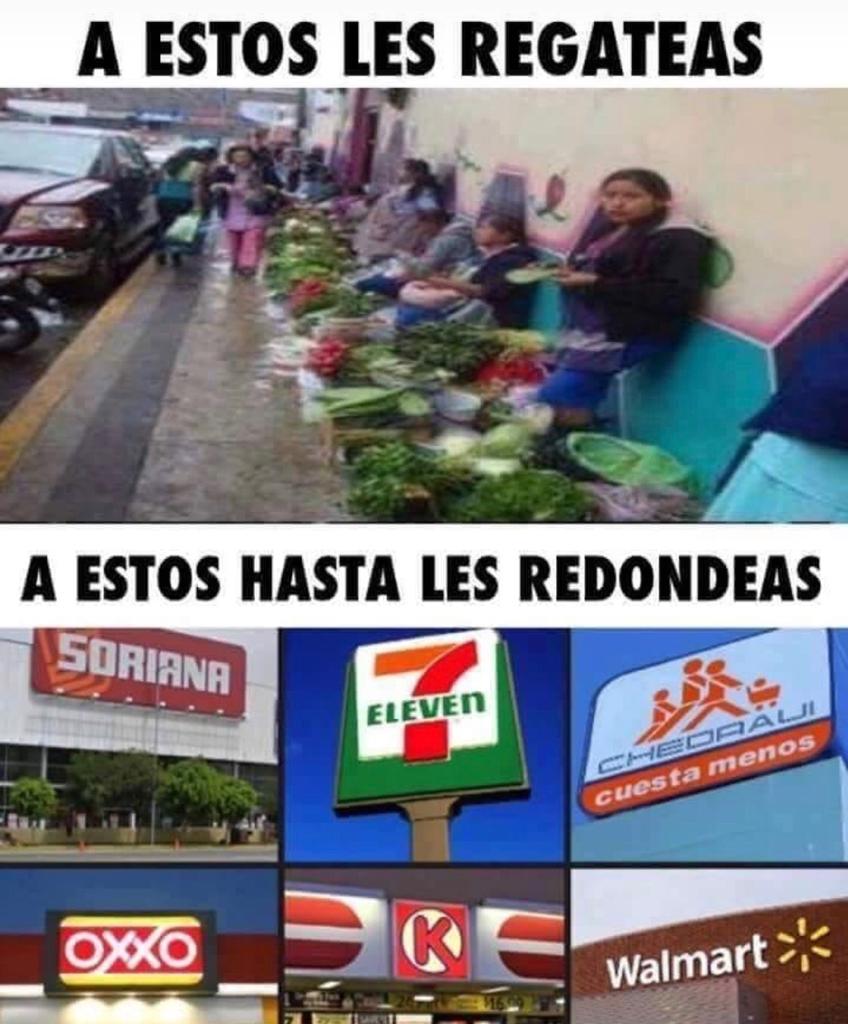 A ESTOS LES REGATEAS
A ESTOS HASTA LES REDONDEAS
SORIANA
7
ELEVEn
CHEDRAUI
cuesta menos
OXXO
K
Walmart